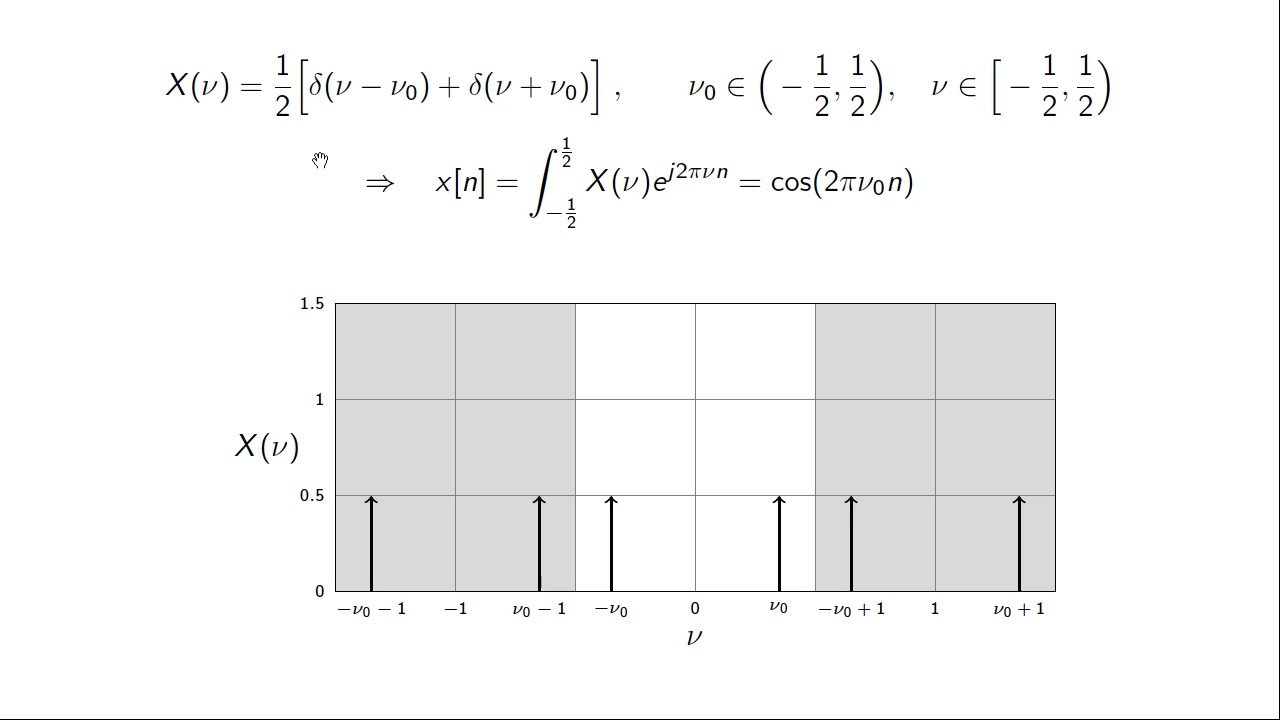 X(ν) = 1/2 [δ(ν − ν₀) + δ(ν + ν₀)] , ν₀ ∈ (− 1/2, 1/2), ν ∈ [− 1/2, 1/2)
⇒ x[n] = ∫_{−1/2}^{1/2} X(ν)e^{j2πνn} = cos(2πν₀n)
1.5
1
X(ν)
0.5
0
−ν₀ − 1 −1 ν₀ − 1 −ν₀ 0 ν₀ −ν₀ + 1 1 ν₀ + 1
ν